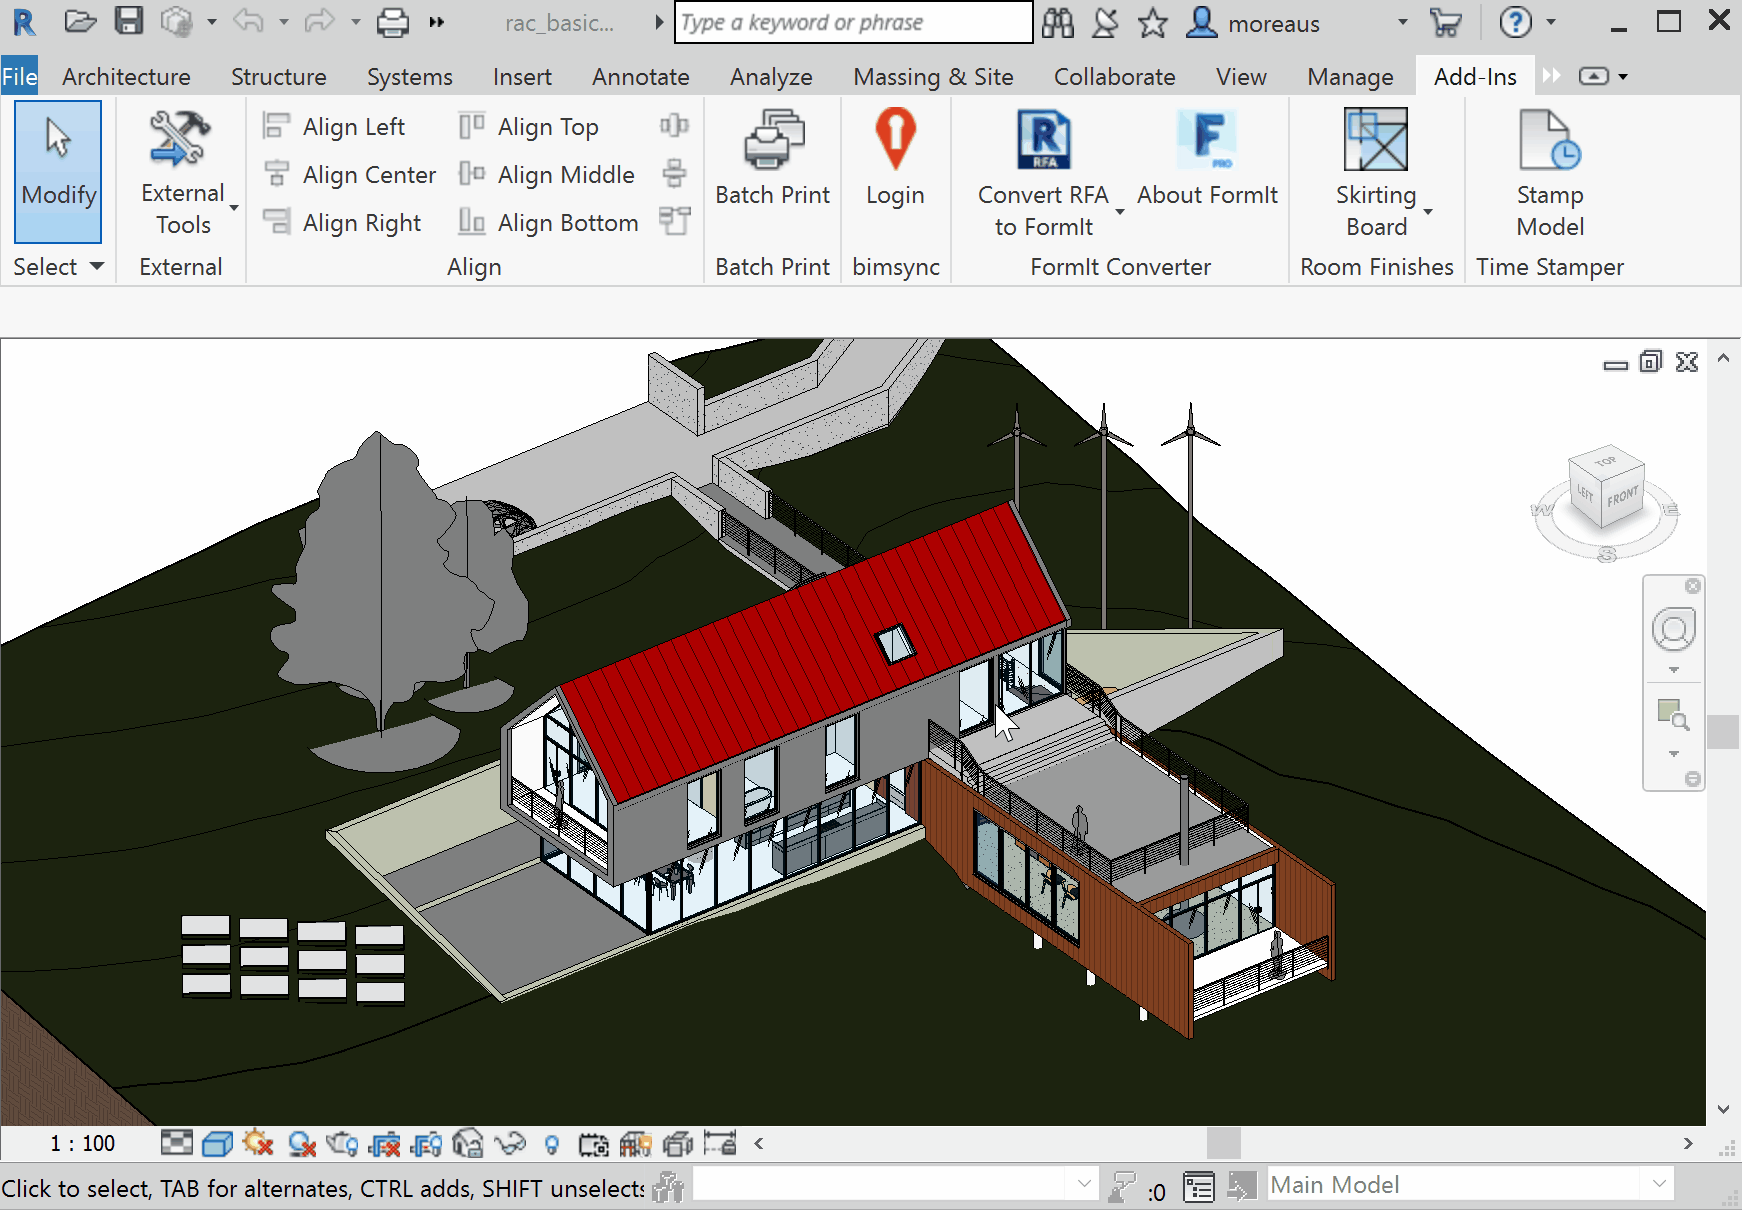 rac_basic...
Type a keyword or phrase
moreaus
File
Architecture
Structure
Systems
Insert
Annotate
Analyze
Massing & Site
Collaborate
View
Manage
Add-Ins
Modify
Select
External
Tools
External
Align Left
Align Center
Align Right
Align Top
Align Middle
Align Bottom
Align
Batch Print
Batch Print
Login
bimsync
RFA
Convert RFA
to FormIt
PRO
About FormIt
FormIt Converter
Skirting
Board
Room Finishes
Stamp
Model
Time Stamper
TOP
LEFT
FRONT
W
E
S
1 : 100
Click to select, TAB for alternates, CTRL adds, SHIFT unselects
:0
Main Model